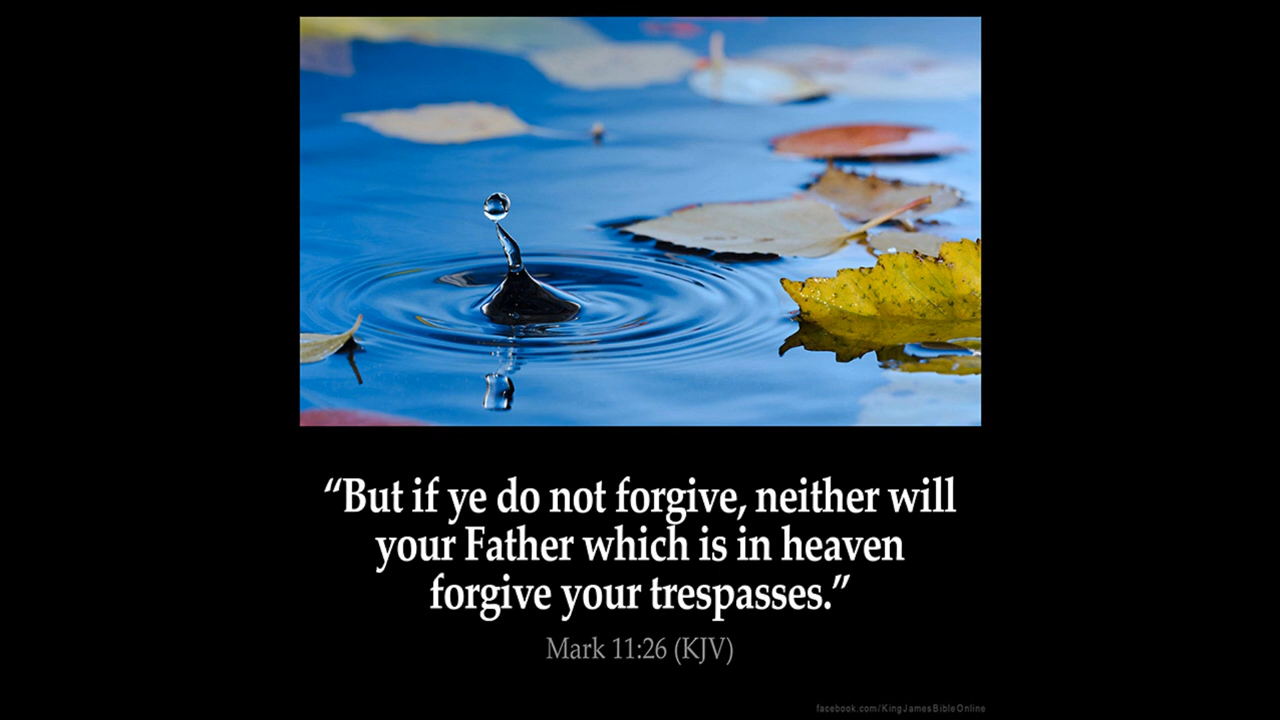 “But if ye do not forgive, neither will
your Father which is in heaven
forgive your trespasses.”
Mark 11:26 (KJV)
facebook.com/KingJamesBibleOnline